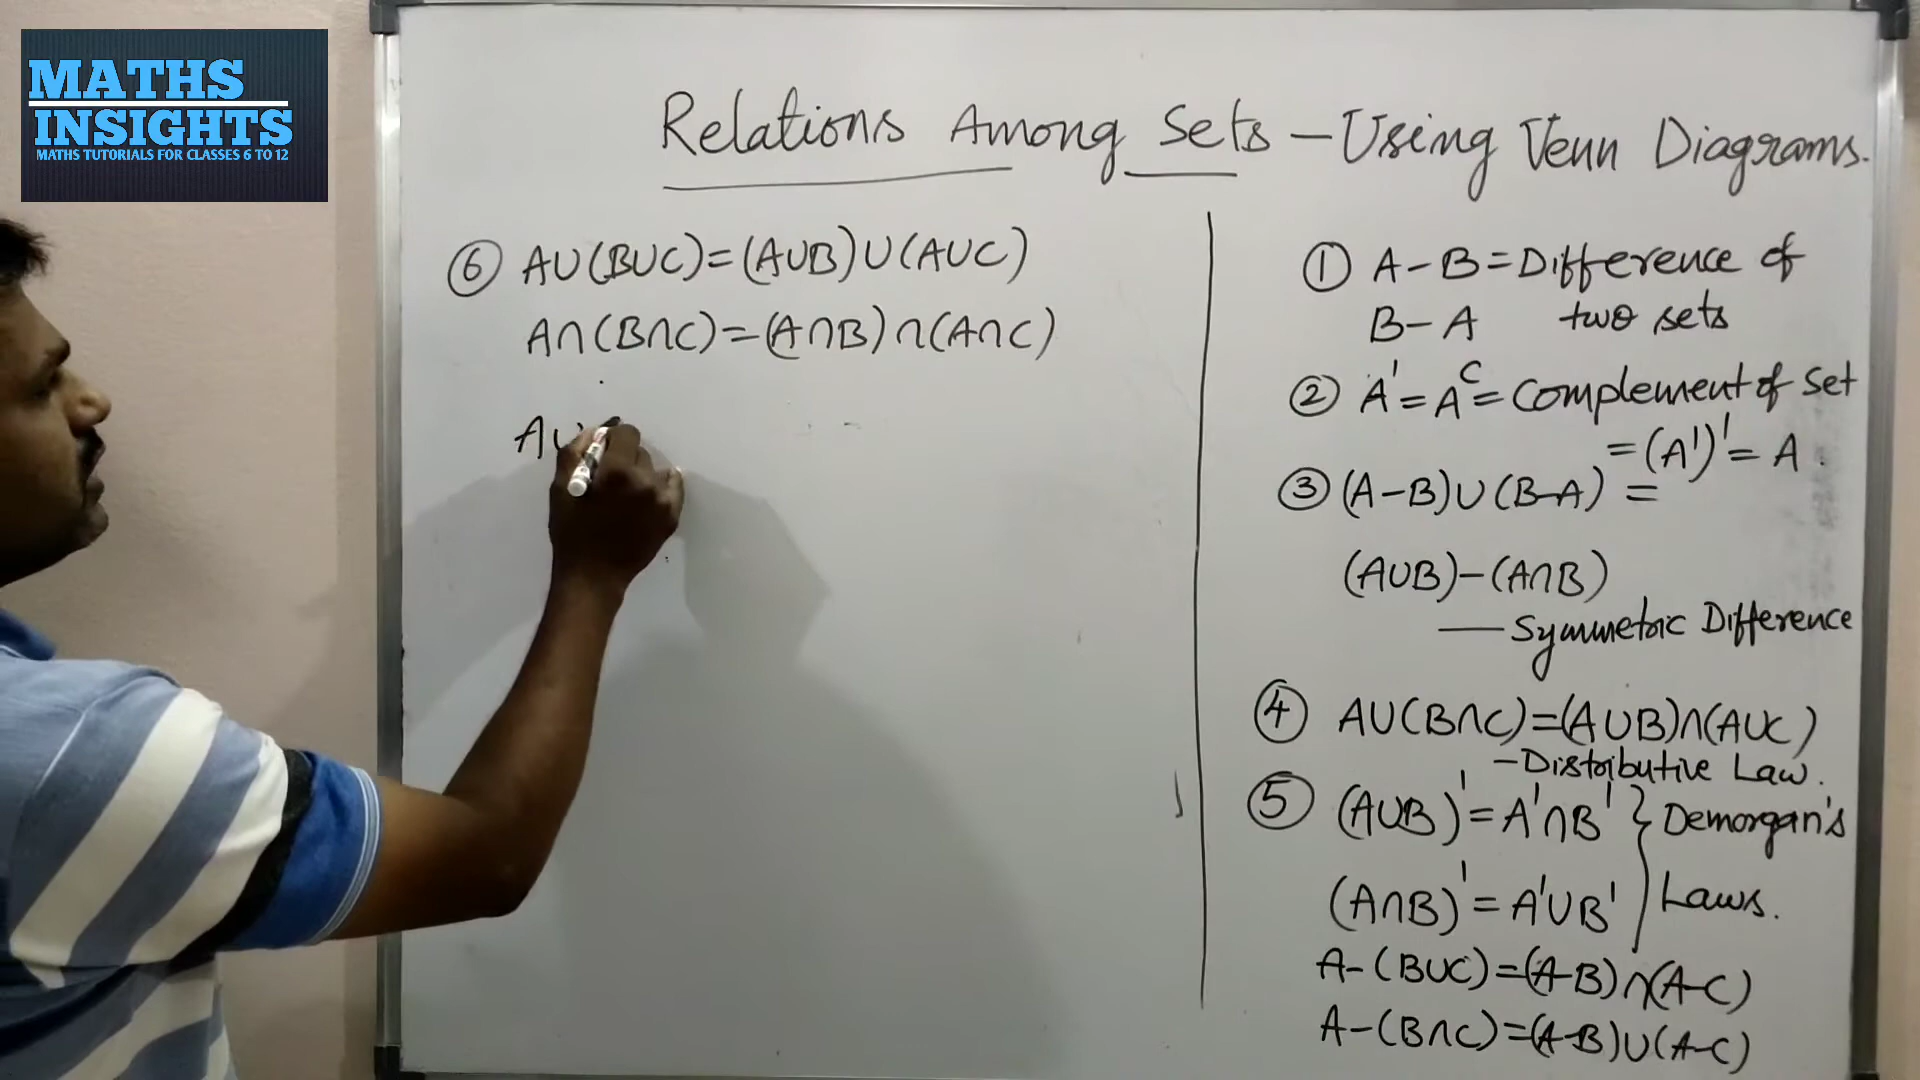 MATHS
INSIGHTS
MATHS TUTORIALS FOR CLASSES 6 TO 12
Relations Among Sets - Using Venn Diagrams.
⑥ A∪(B∪C)=(A∪B)∪(A∪C)
A∩(B∩C)=(A∩B)∩(A∩C)
A∪
① A-B=Difference of
B-A two sets
② A'=Aᶜ=Complement of Set
=(A')'=A.
③ (A-B)∪(B-A)=
(A∪B)-(A∩B)
— Symmetric Difference
④ A∪(B∩C)=(A∪B)∩(A∪C)
-Distributive Law.
⑤ (A∪B)'=A'∩B' } Demorgan's
(A∩B)'=A'∪B' Laws.
A-(B∪C)=(A-B)∩(A-C)
A-(B∩C)=(A-B)∪(A-C)